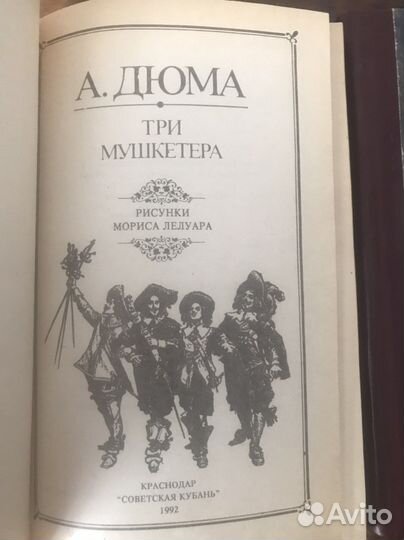 А. ДЮМА
ТРИ
МУШКЕТЕРА
РИСУНКИ
МОРИСА ЛЕЛУАРА
КРАСНОДАР
"СОВЕТСКАЯ КУБАНЬ"
1992
Avito